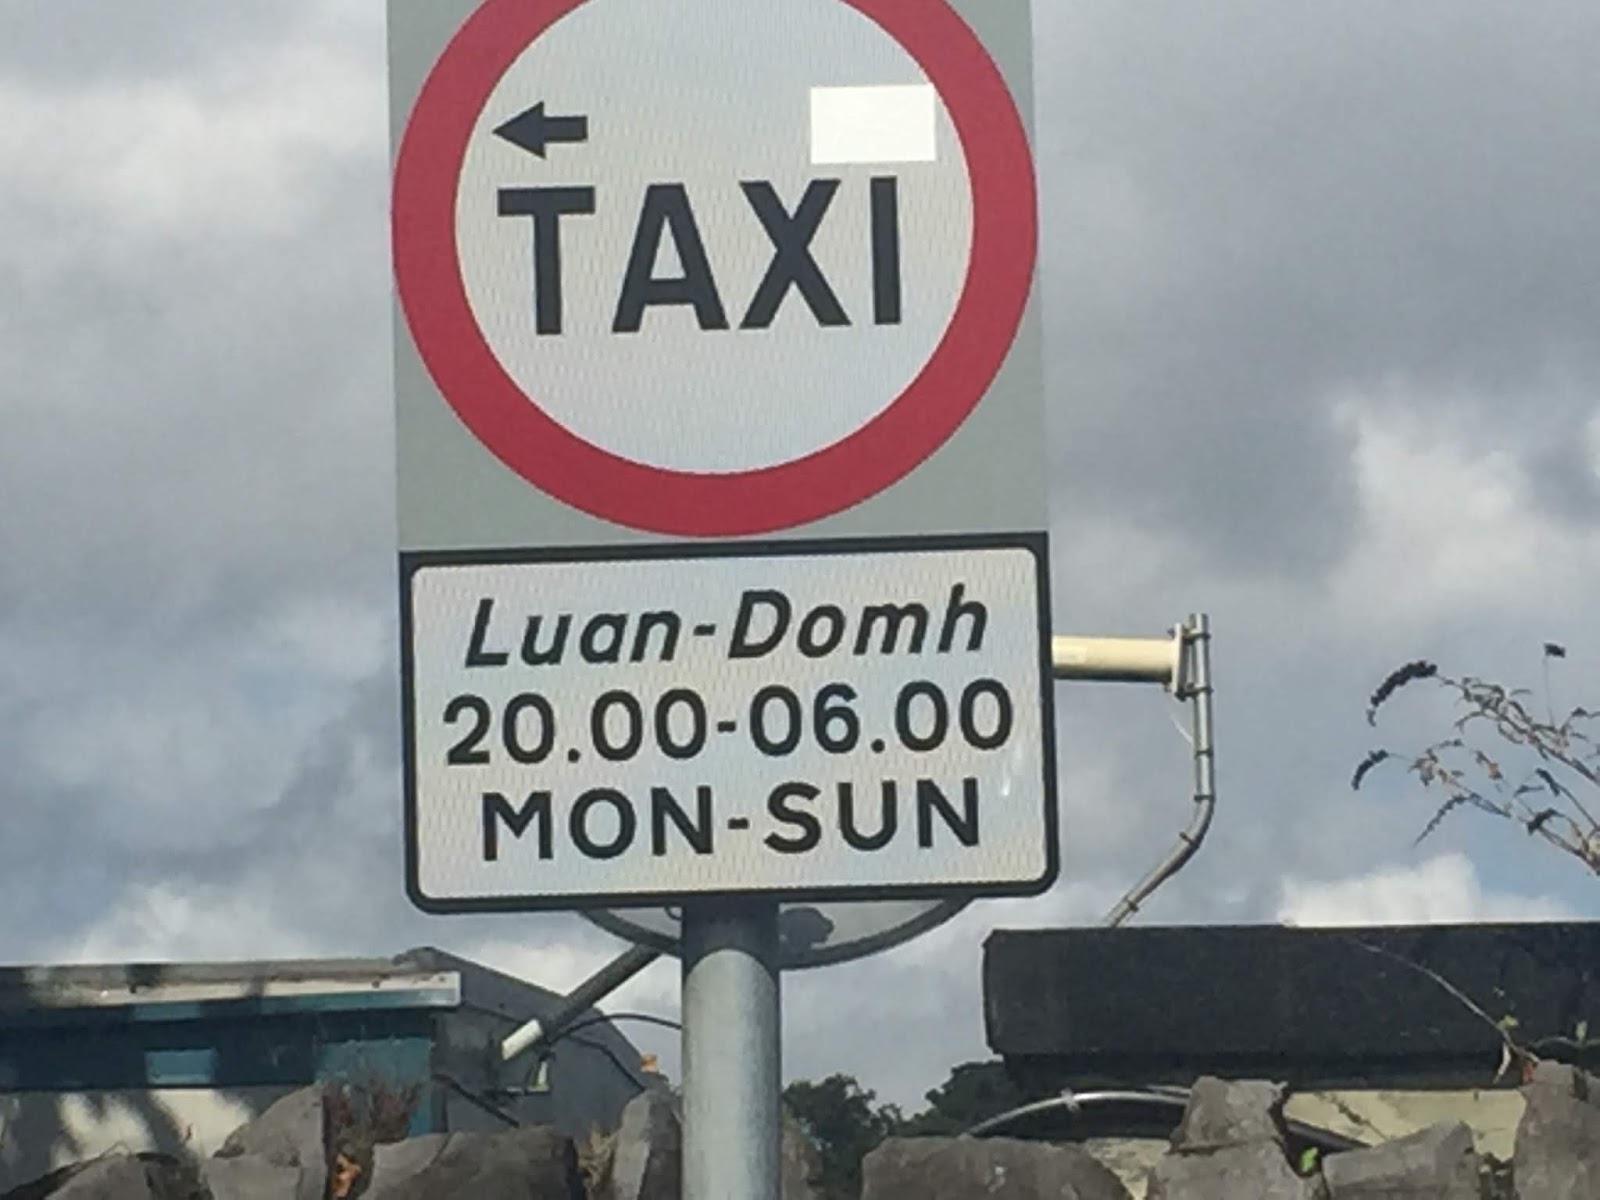 TAXI
Luan-Domh
20.00-06.00
MON-SUN